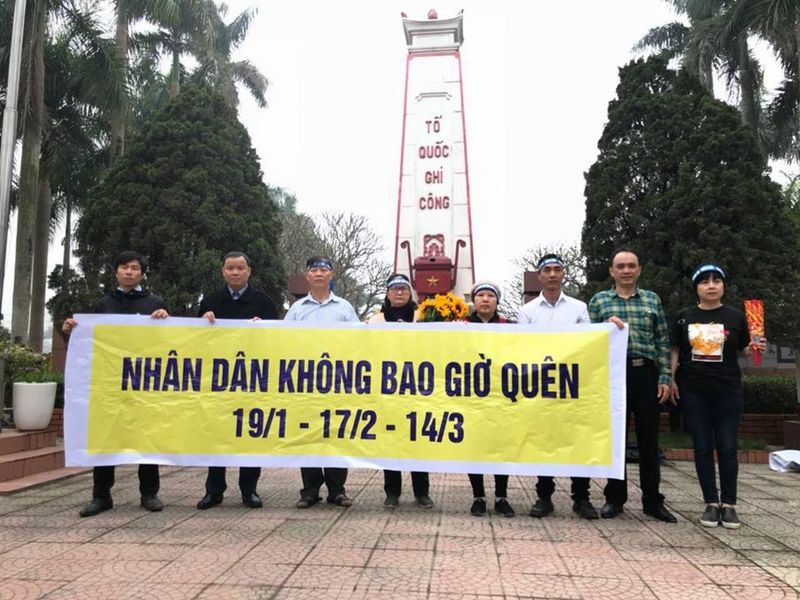 TỔ
QUỐC
GHI
CÔNG
NHÂN DÂN KHÔNG BAO GIỜ QUÊN
19/1 - 17/2 - 14/3